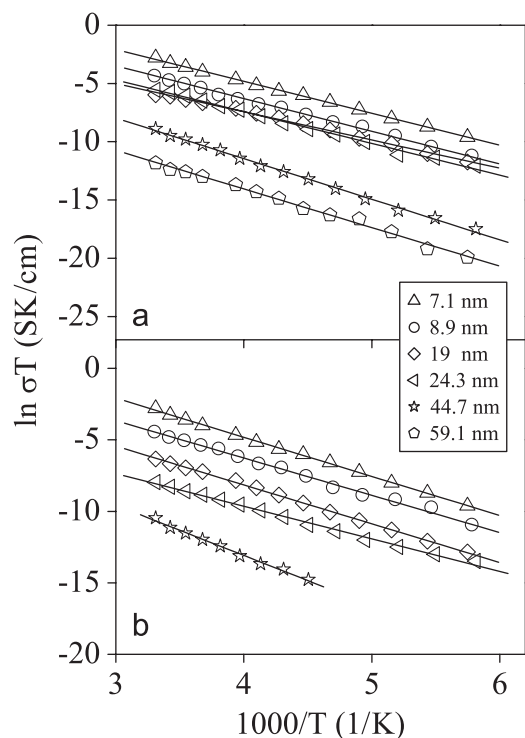 0
-5
-10
-15
-20
-25
a
ln σT (SK/cm)
7.1 nm
8.9 nm
19 nm
24.3 nm
44.7 nm
59.1 nm
0
-5
-10
-15
-20
b
3 4 5 6
1000/T (1/K)